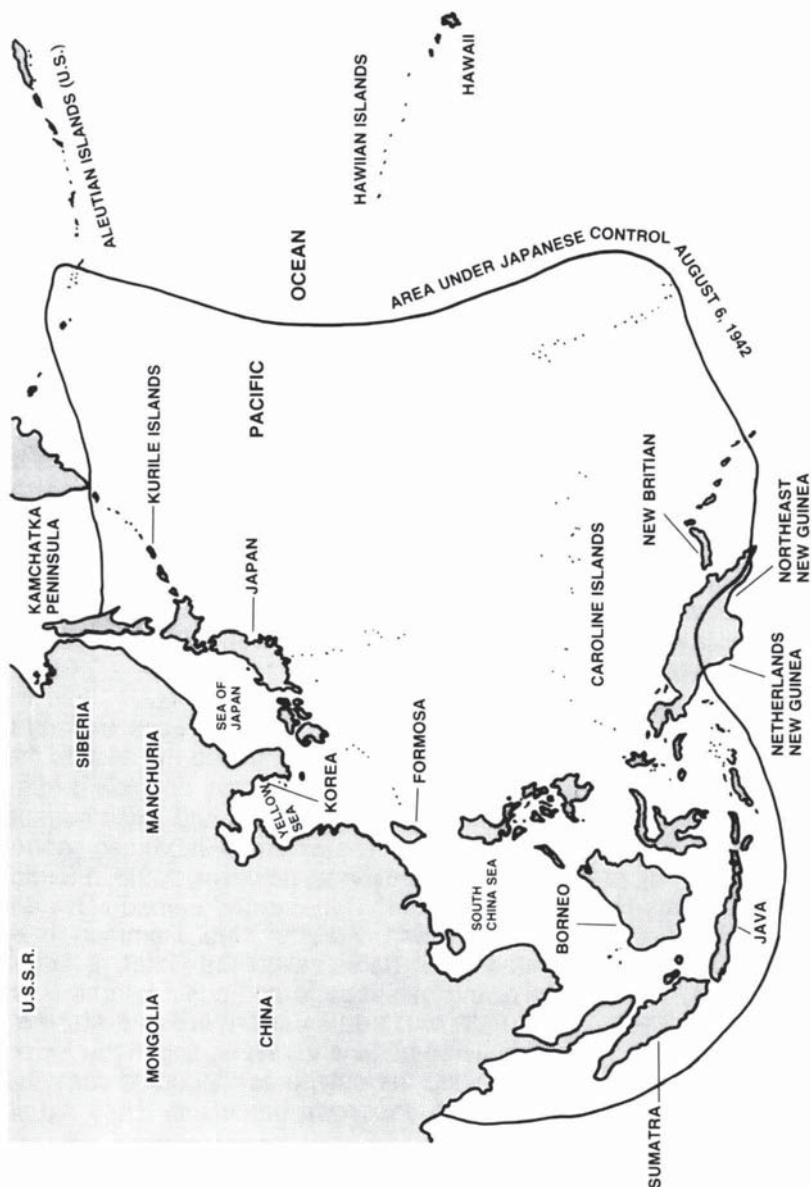 ALEUTIAN ISLANDS (U.S.)
HAWIIAN ISLANDS
HAWAII
U.S.S.R.
SIBERIA
KAMCHATKA
PENINSULA
KURILE ISLANDS
MONGOLIA
MANCHURIA
SEA OF
JAPAN
JAPAN
PACIFIC
OCEAN
CHINA
YELLOW
SEA
KOREA
FORMOSA
AREA UNDER JAPANESE CONTROL
AUGUST 6, 1942
SOUTH
CHINA SEA
CAROLINE ISLANDS
BORNEO
NEW BRITIAN
SUMATRA
JAVA
NETHERLANDS
NEW GUINEA
NORTHEAST
NEW GUINEA